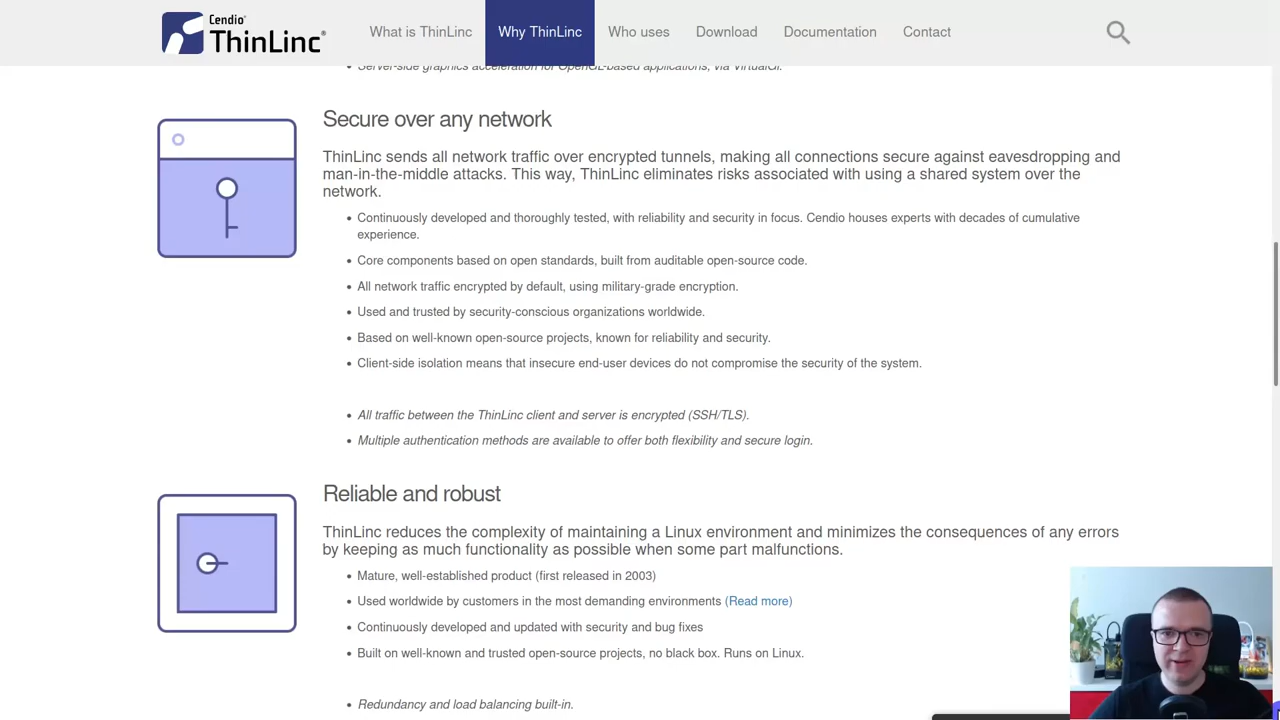 Cendio®
ThinLinc®
What is ThinLinc
Why ThinLinc
Who uses
Download
Documentation
Contact
Server-side graphics acceleration for OpenGL-based applications, via VirtualGL.
Secure over any network
ThinLinc sends all network traffic over encrypted tunnels, making all connections secure against eavesdropping and
man-in-the-middle attacks. This way, ThinLinc eliminates risks associated with using a shared system over the
network.
Continuously developed and thoroughly tested, with reliability and security in focus. Cendio houses experts with decades of cumulative
experience.
Core components based on open standards, built from auditable open-source code.
All network traffic encrypted by default, using military-grade encryption.
Used and trusted by security-conscious organizations worldwide.
Based on well-known open-source projects, known for reliability and security.
Client-side isolation means that insecure end-user devices do not compromise the security of the system.
All traffic between the ThinLinc client and server is encrypted (SSH/TLS).
Multiple authentication methods are available to offer both flexibility and secure login.
Reliable and robust
ThinLinc reduces the complexity of maintaining a Linux environment and minimizes the consequences of any errors
by keeping as much functionality as possible when some part malfunctions.
Mature, well-established product (first released in 2003)
Used worldwide by customers in the most demanding environments (Read more)
Continuously developed and updated with security and bug fixes
Built on well-known and trusted open-source projects, no black box. Runs on Linux.
Redundancy and load balancing built-in.